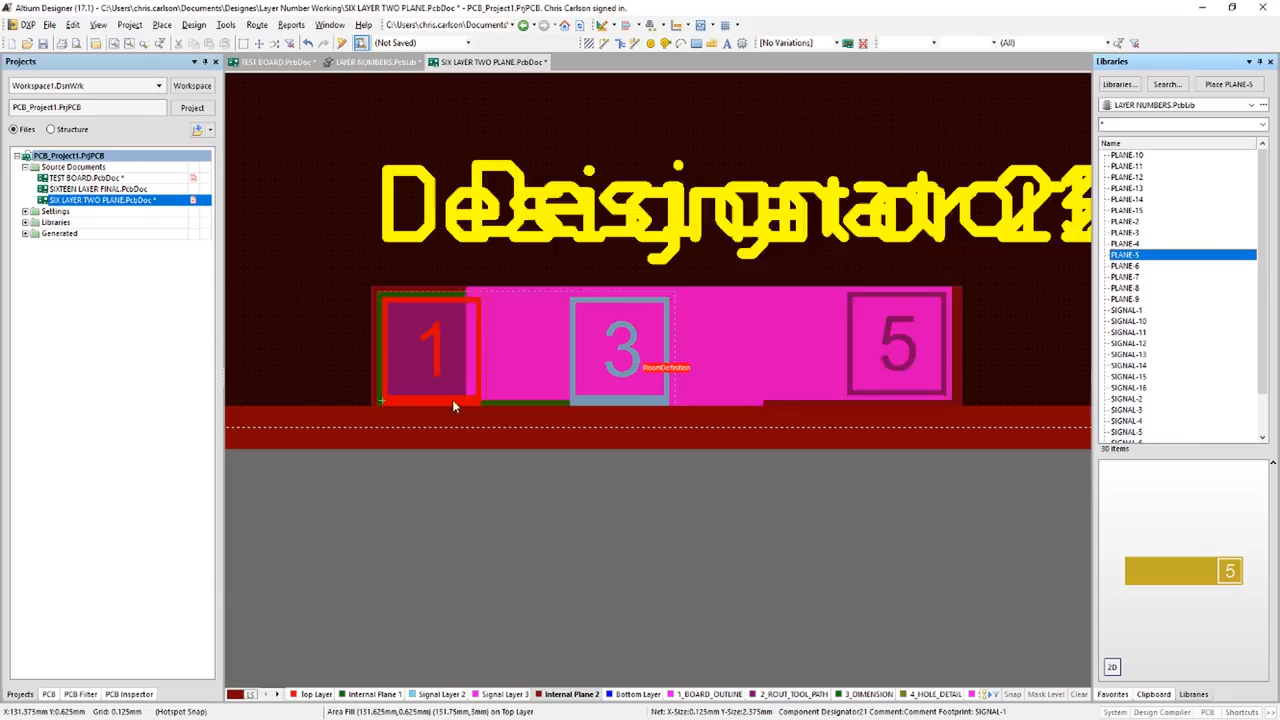 Altium Designer (17.1) - C:\Users\chris.carlson\Documents\Designes\Layer Number Working\SIX LAYER TWO PLANE.PcbDoc * - PCB_Project1.PrjPCB. Chris Carlson signed in.
DXP File Edit View Project Place Design Tools Route Reports Window Help C:\Users\chris.carlson\Documents\
(Not Saved) [No Variations] (All)
Projects
TEST BOARD.PcbDoc * LAYER NUMBERS.PcbLib * SIX LAYER TWO PLANE.PcbDoc *
Libraries
Workspace1.DsnWrk Workspace
Libraries... Search... Place PLANE-5
PCB_Project1.PrjPCB Project
LAYER NUMBERS.PcbLib
Files Structure
*
Name
PCB_Project1.PrjPCB
Source Documents
TEST BOARD.PcbDoc *
SIXTEEN LAYER FINAL.PcbDoc
SIX LAYER TWO PLANE.PcbDoc *
Settings
Libraries
Generated
1 3 5
RoomDefinition
PLANE-10
PLANE-11
PLANE-12
PLANE-13
PLANE-14
PLANE-15
PLANE-2
PLANE-3
PLANE-4
PLANE-5
PLANE-6
PLANE-7
PLANE-8
PLANE-9
SIGNAL-1
SIGNAL-10
SIGNAL-11
SIGNAL-12
SIGNAL-13
SIGNAL-14
SIGNAL-15
SIGNAL-16
SIGNAL-2
SIGNAL-3
SIGNAL-4
SIGNAL-5
30 items
5
2D
Projects PCB PCB Filter PCB Inspector
LS Top Layer Internal Plane 1 Signal Layer 2 Signal Layer 3 Internal Plane 2 Bottom Layer 1_BOARD_OUTLINE 2_ROUT_TOOL_PATH 3_DIMENSION 4_HOLE_DETAIL Snap Mask Level Clear
Favorites Clipboard Libraries
X:131.375mm Y:0.625mm Grid: 0.125mm (Hotspot Snap) Area Fill (131.625mm,0.625mm) (131.75mm,3mm) on Top Layer Net: X-Size:0.125mm Y-Size:2.375mm Component Designator21 Comment:Comment Footprint: SIGNAL-1 System Design Compiler PCB Shortcuts >>